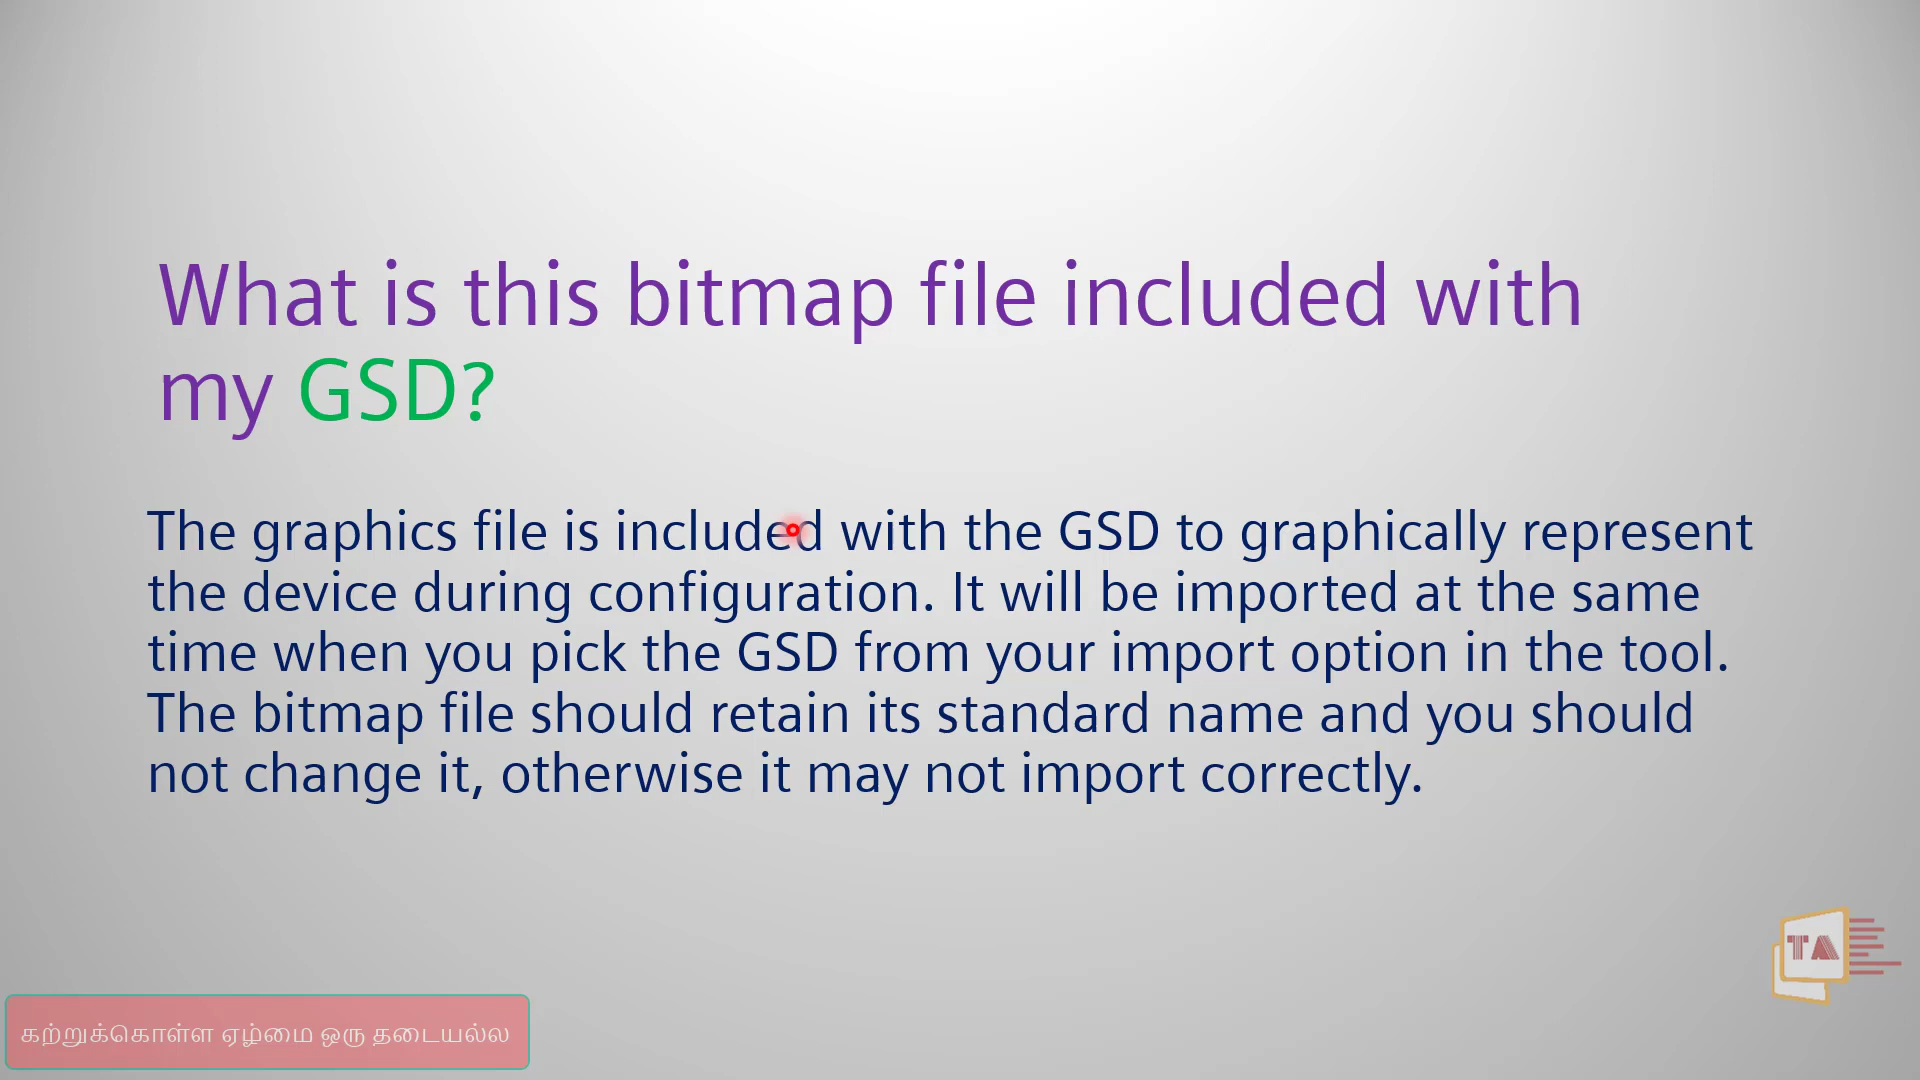 What is this bitmap file included with
my GSD?
The graphics file is included with the GSD to graphically represent
the device during configuration. It will be imported at the same
time when you pick the GSD from your import option in the tool.
The bitmap file should retain its standard name and you should
not change it, otherwise it may not import correctly.
TA
கற்றுக்கொள்ள ஏழ்மை ஒரு தடையல்ல